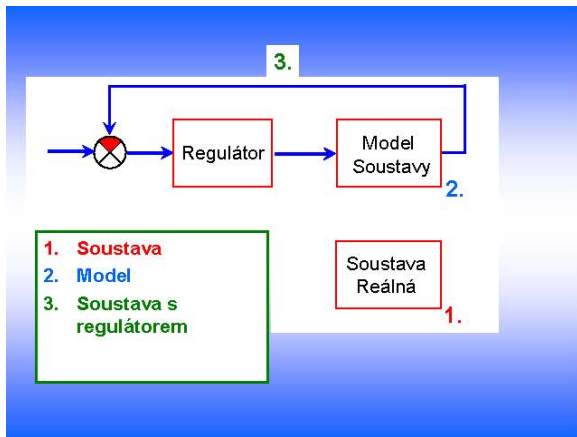 3.
Regulátor
Model
Soustavy
2.
1. Soustava
2. Model
3. Soustava s
regulátorem
Soustava
Reálná
1.